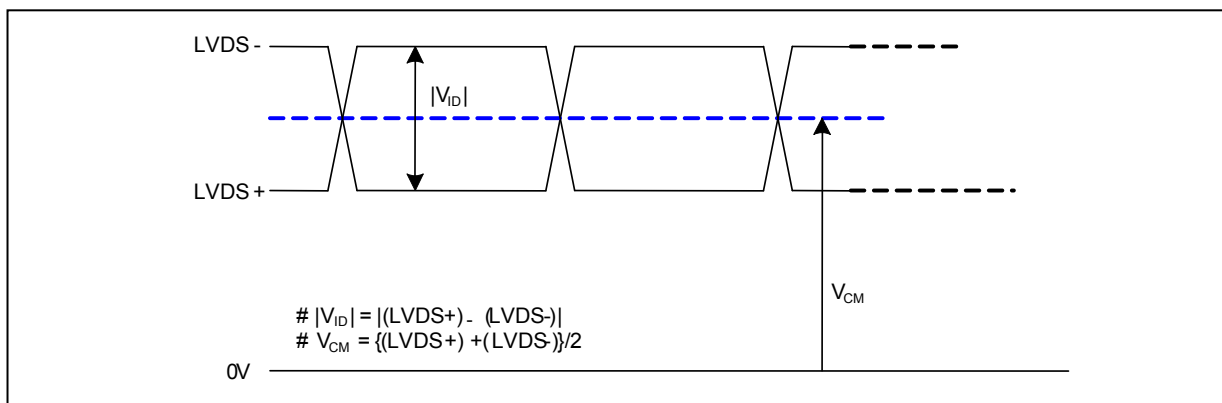 LVDS -
|V_ID|
LVDS +
V_CM
# |V_ID| = |(LVDS+) - (LVDS-)|
# V_CM = {(LVDS+) +(LVDS-)}/2
0V